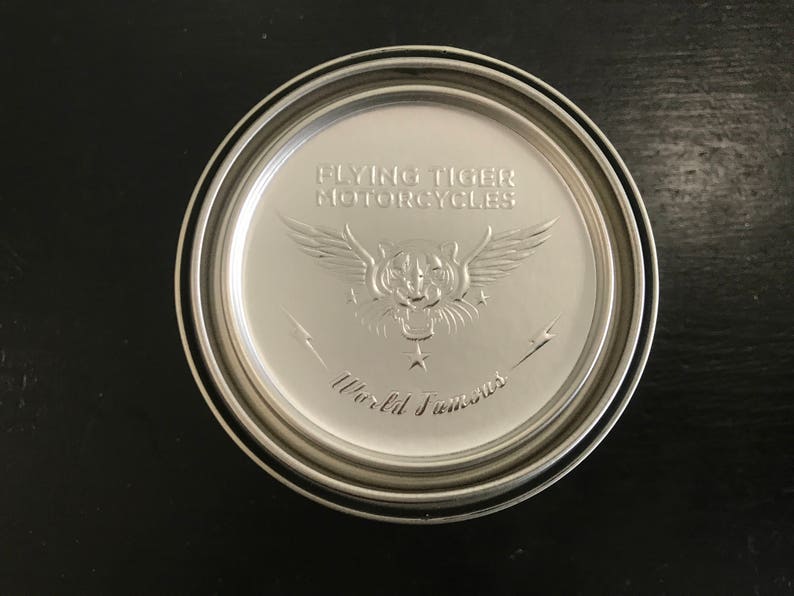 FLYING TIGER
MOTORCYCLES
World Famous